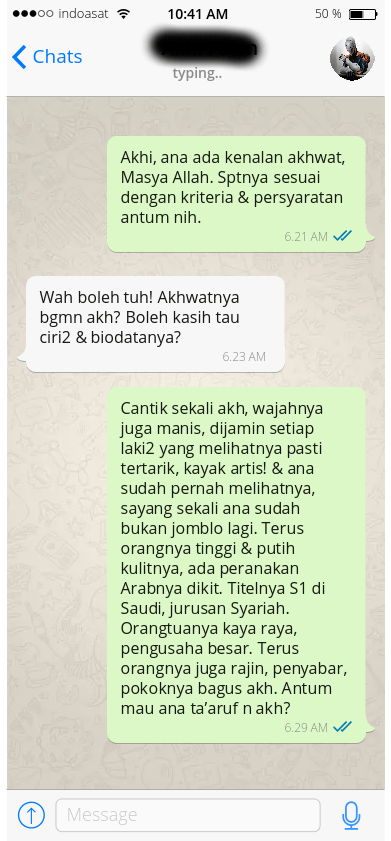 indoasat
10:41 AM
50 %
Chats
typing..
Akhi, ana ada kenalan akhwat,
Masya Allah. Sptnya sesuai
dengan kriteria & persyaratan
antum nih.
6.21 AM
Wah boleh tuh! Akhwatnya
bgmn akh? Boleh kasih tau
ciri2 & biodatanya?
6.23 AM
Cantik sekali akh, wajahnya
juga manis, dijamin setiap
laki2 yang melihatnya pasti
tertarik, kayak artis! & ana
sudah pernah melihatnya,
sayang sekali ana sudah
bukan jomblo lagi. Terus
orangnya tinggi & putih
kulitnya, ada peranakan
Arabnya dikit. Titelnya S1 di
Saudi, jurusan Syariah.
Orangtuanya kaya raya,
pengusaha besar. Terus
orangnya juga rajin, penyabar,
pokoknya bagus akh. Antum
mau ana ta’aruf n akh?
6.29 AM
Message